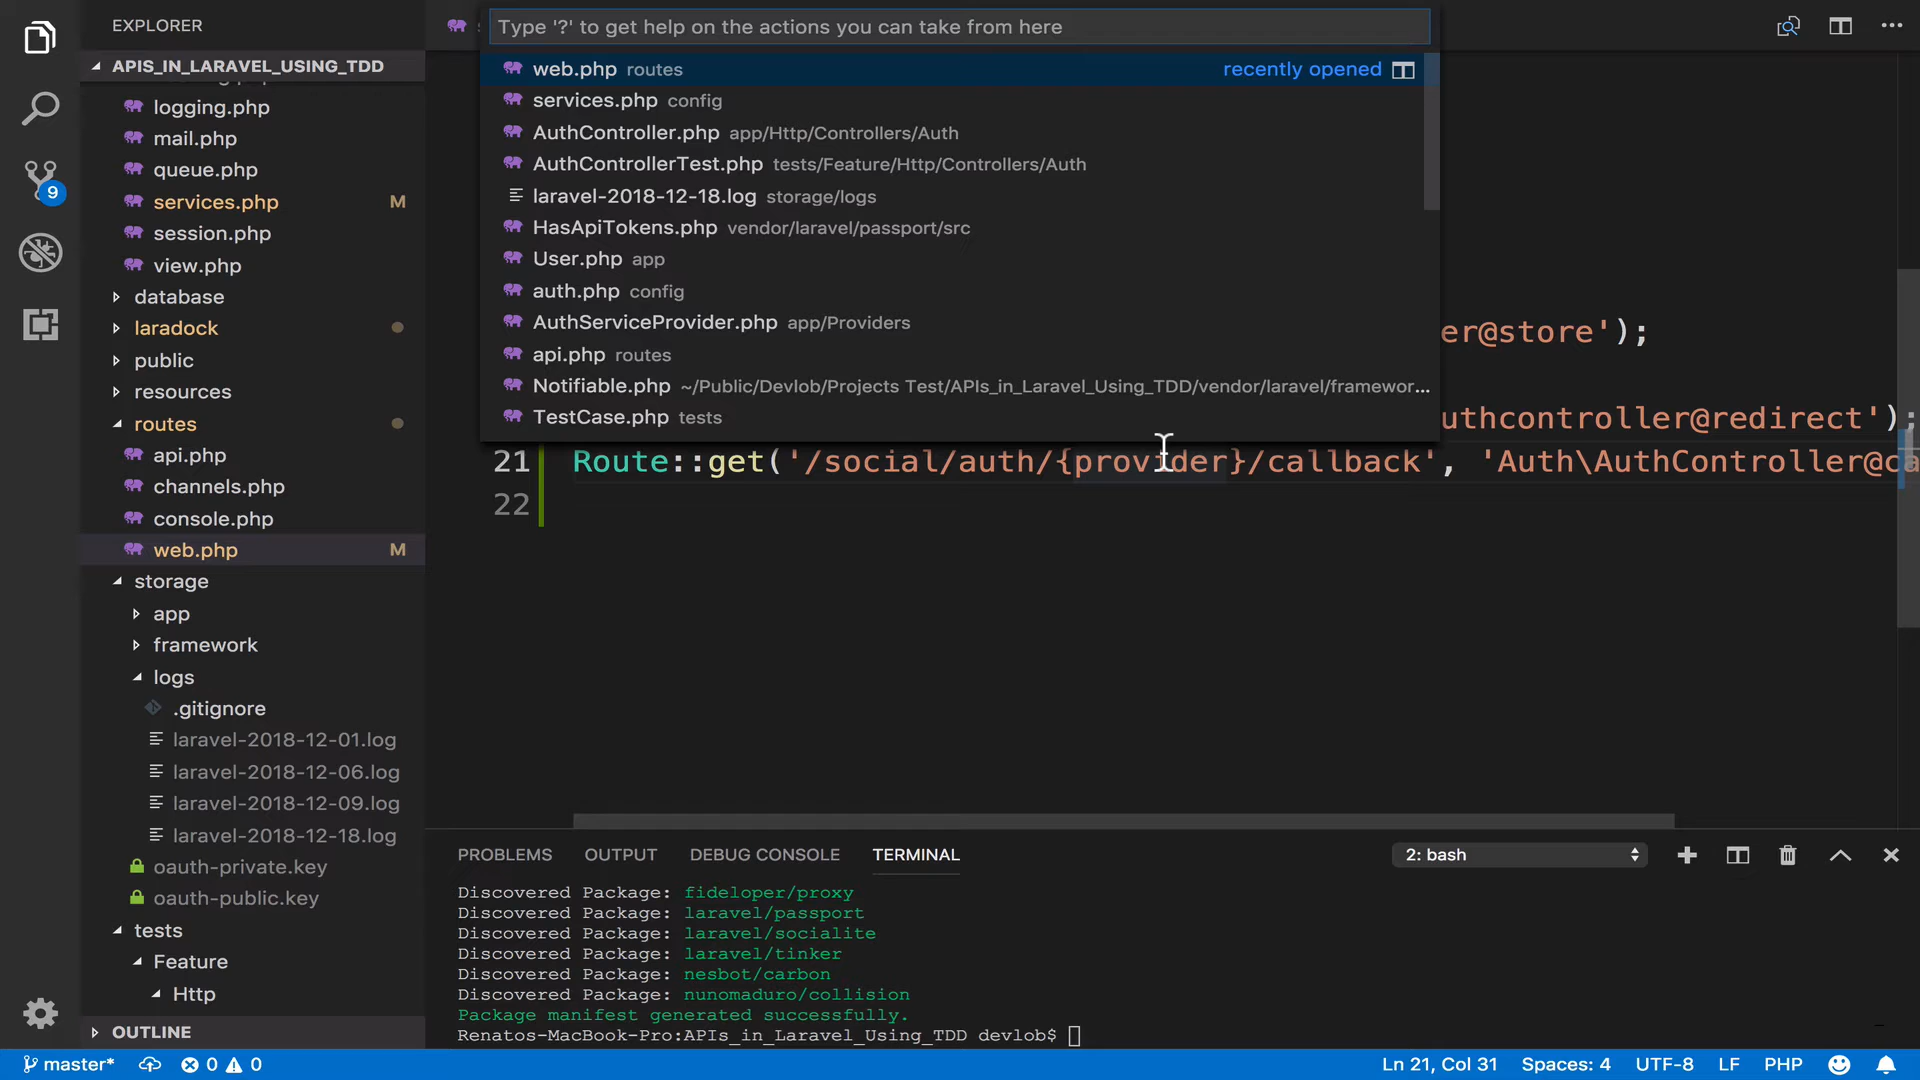 EXPLORER
APIS_IN_LARAVEL_USING_TDD
logging.php
mail.php
queue.php
services.php M
session.php
view.php
database
laradock
public
resources
routes
api.php
channels.php
console.php
web.php M
storage
app
framework
logs
.gitignore
laravel-2018-12-01.log
laravel-2018-12-06.log
laravel-2018-12-09.log
laravel-2018-12-18.log
oauth-private.key
oauth-public.key
tests
Feature
Http
OUTLINE
9
Type '?' to get help on the actions you can take from here
web.php routes recently opened
services.php config
AuthController.php app/Http/Controllers/Auth
AuthControllerTest.php tests/Feature/Http/Controllers/Auth
laravel-2018-12-18.log storage/logs
HasApiTokens.php vendor/laravel/passport/src
User.php app
auth.php config
AuthServiceProvider.php app/Providers
api.php routes
Notifiable.php ~/Public/Devlob/Projects Test/APIs_in_Laravel_Using_TDD/vendor/laravel/framewor...
TestCase.php tests
er@store');
uthcontroller@redirect');
21 Route::get('/social/auth/{provider}/callback', 'Auth\AuthController@ca
22
PROBLEMS OUTPUT DEBUG CONSOLE TERMINAL 2: bash
Discovered Package: fideloper/proxy
Discovered Package: laravel/passport
Discovered Package: laravel/socialite
Discovered Package: laravel/tinker
Discovered Package: nesbot/carbon
Discovered Package: nunomaduro/collision
Package manifest generated successfully.
Renatos-MacBook-Pro:APIs_in_Laravel_Using_TDD devlob$
master* 0 0 Ln 21, Col 31 Spaces: 4 UTF-8 LF PHP